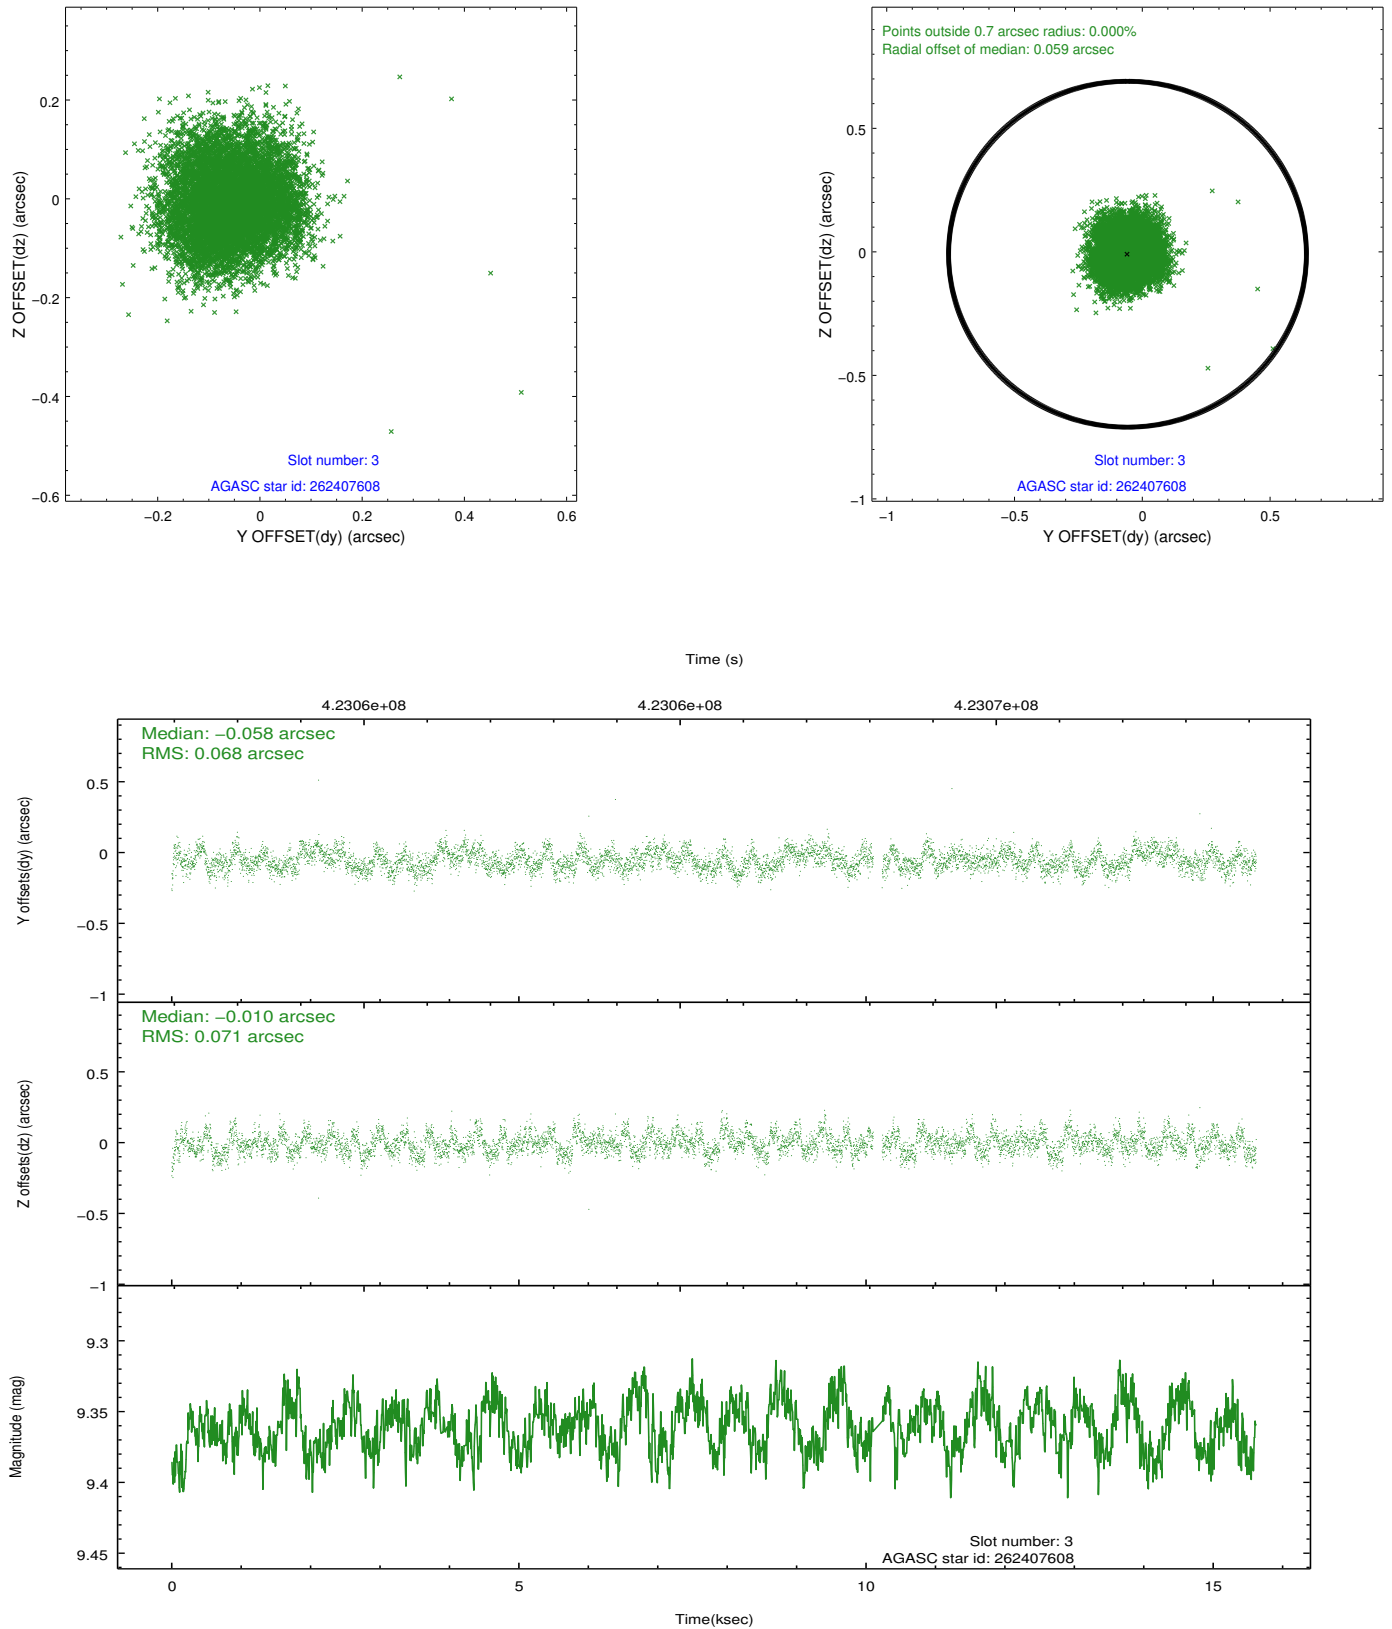 0.2
0
−0.2
−0.4
−0.6
Z OFFSET(dz) (arcsec)
Slot number: 3
AGASC star id: 262407608
−0.2 0 0.2 0.4 0.6
Y OFFSET(dy) (arcsec)
Points outside 0.7 arcsec radius: 0.000%
Radial offset of median: 0.059 arcsec
0.5
0
−0.5
−1
Z OFFSET(dz) (arcsec)
Slot number: 3
AGASC star id: 262407608
−1 −0.5 0 0.5
Y OFFSET(dy) (arcsec)
Time (s)
4.2306e+08 4.2306e+08 4.2307e+08
Median: −0.058 arcsec
RMS: 0.068 arcsec
0.5
0
−0.5
−1
Y offsets(dy) (arcsec)
Median: −0.010 arcsec
RMS: 0.071 arcsec
0.5
0
−0.5
−1
Z offsets(dz) (arcsec)
9.3
9.35
9.4
9.45
Magnitude (mag)
Slot number: 3
AGASC star id: 262407608
0 5 10 15
Time(ksec)